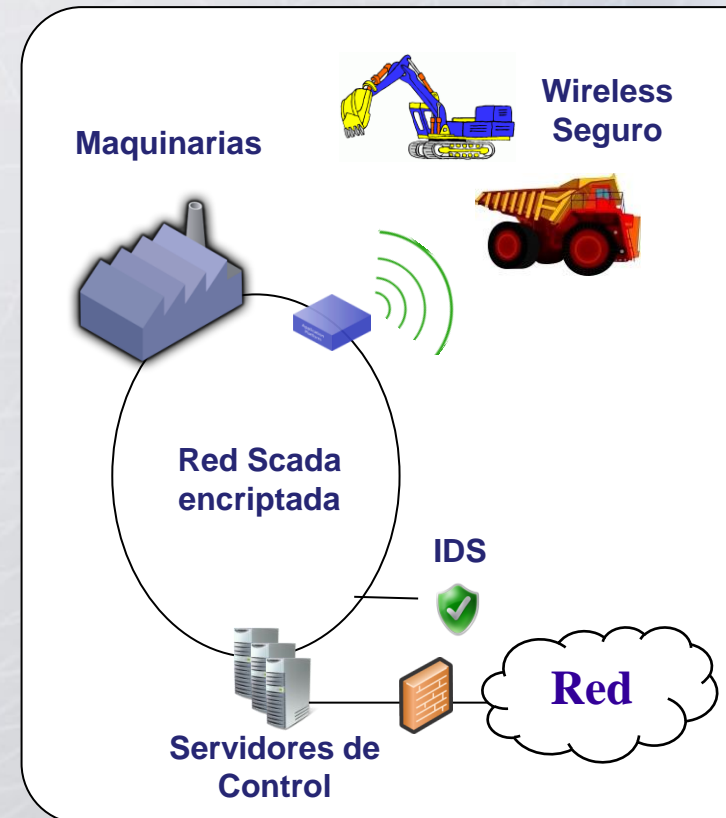 Wireless
Seguro
Maquinarias
Red Scada
encriptada
IDS
Red
Servidores de
Control